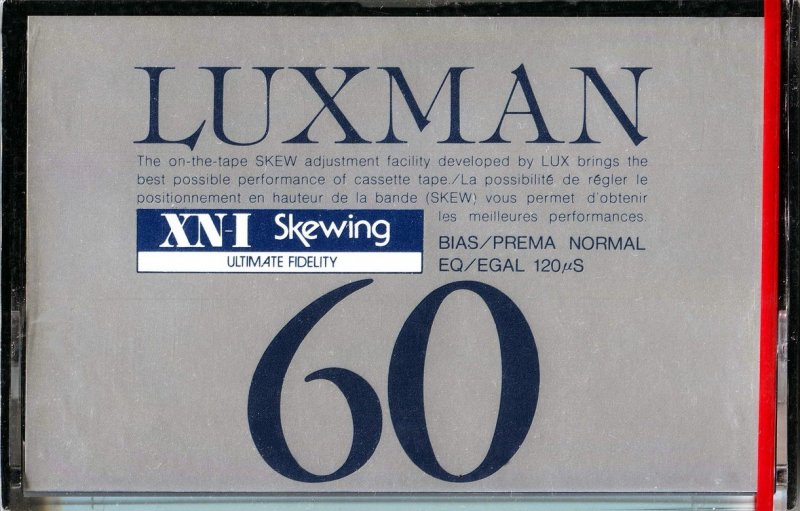 LUXMAN
The on-the-tape SKEW adjustment facility developed by LUX brings the
best possible performance of cassette tape./La possibilité de régler le
positionnement en hauteur de la bande (SKEW) vous permet d'obtenir
les meilleures performances.
XN-I Skewing
ULTIMATE FIDELITY
BIAS/PREMA NORMAL
EQ/EGAL 120μS
60